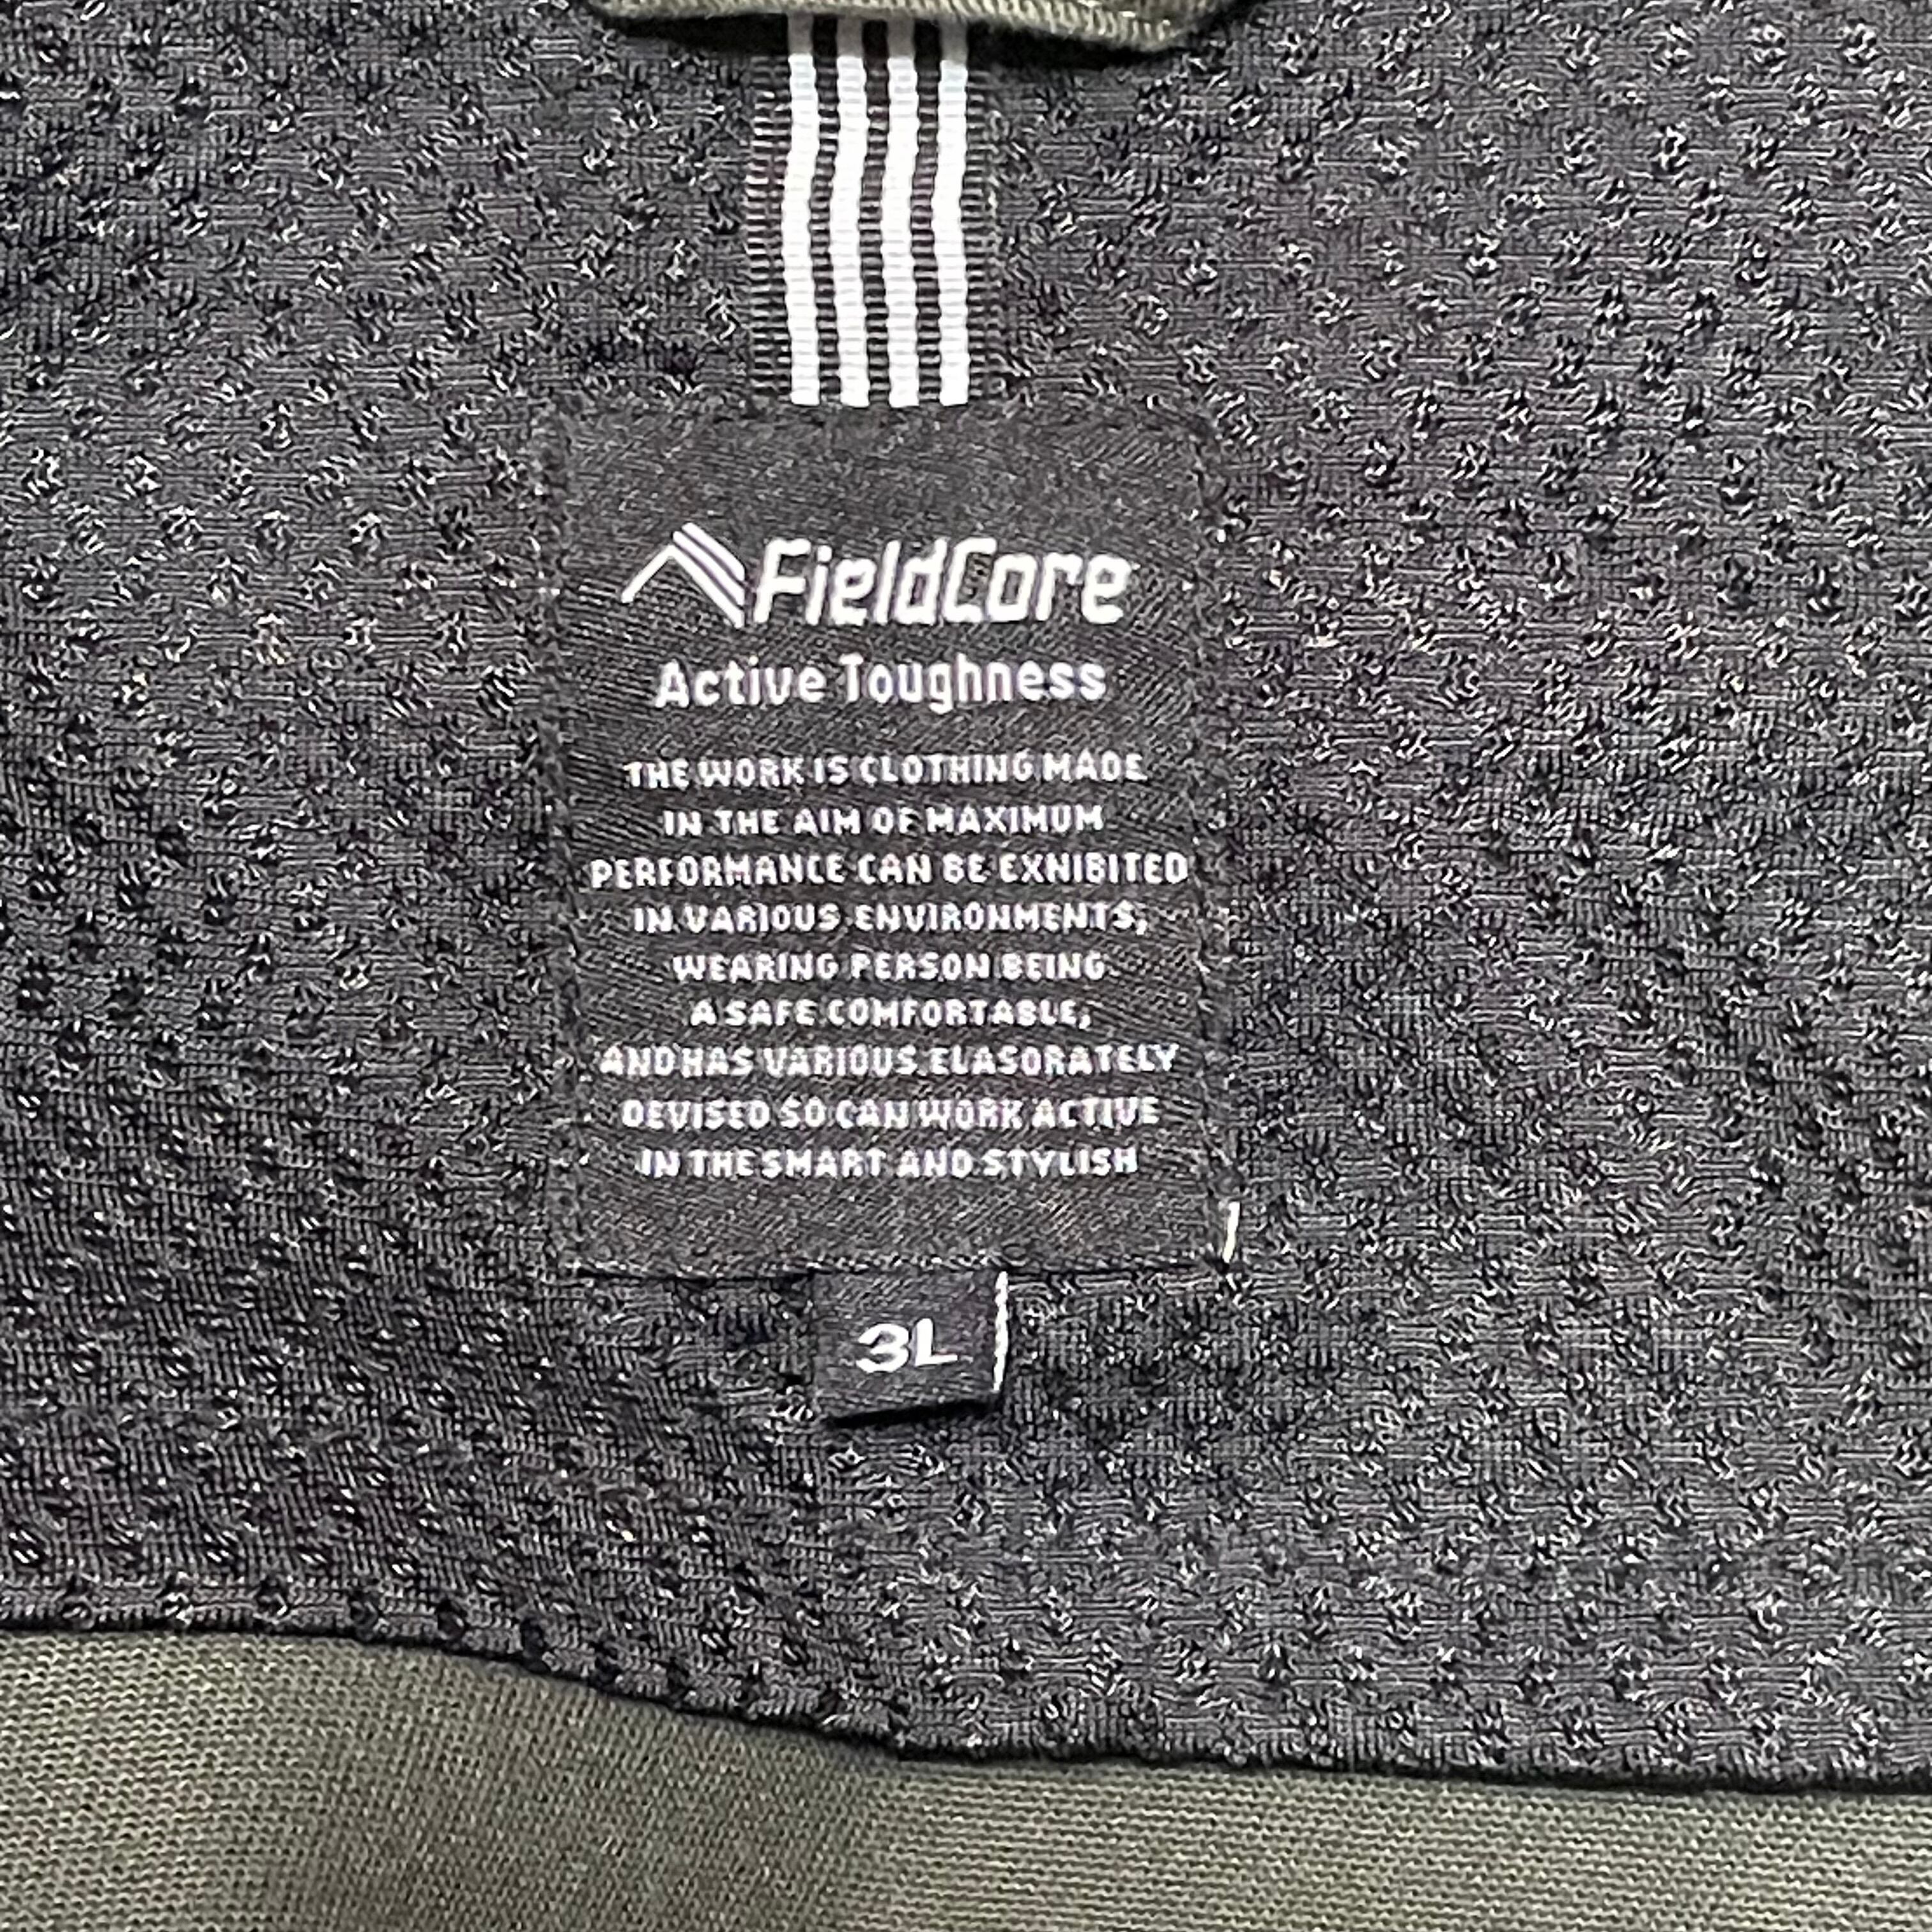 FieldCore
Active Toughness
THE WORK IS CLOTHING MADE
IN THE AIM OF MAXIMUM
PERFORMANCE CAN BE EXNIBITED
IN VARIOUS ENVIRONMENTS,
WEARING PERSON BEING
A SAFE COMFORTABLE,
AND HAS VARIOUS ELASORATELY
DEVISED SO CAN WORK ACTIVE
IN THE SMART AND STYLISH
3L